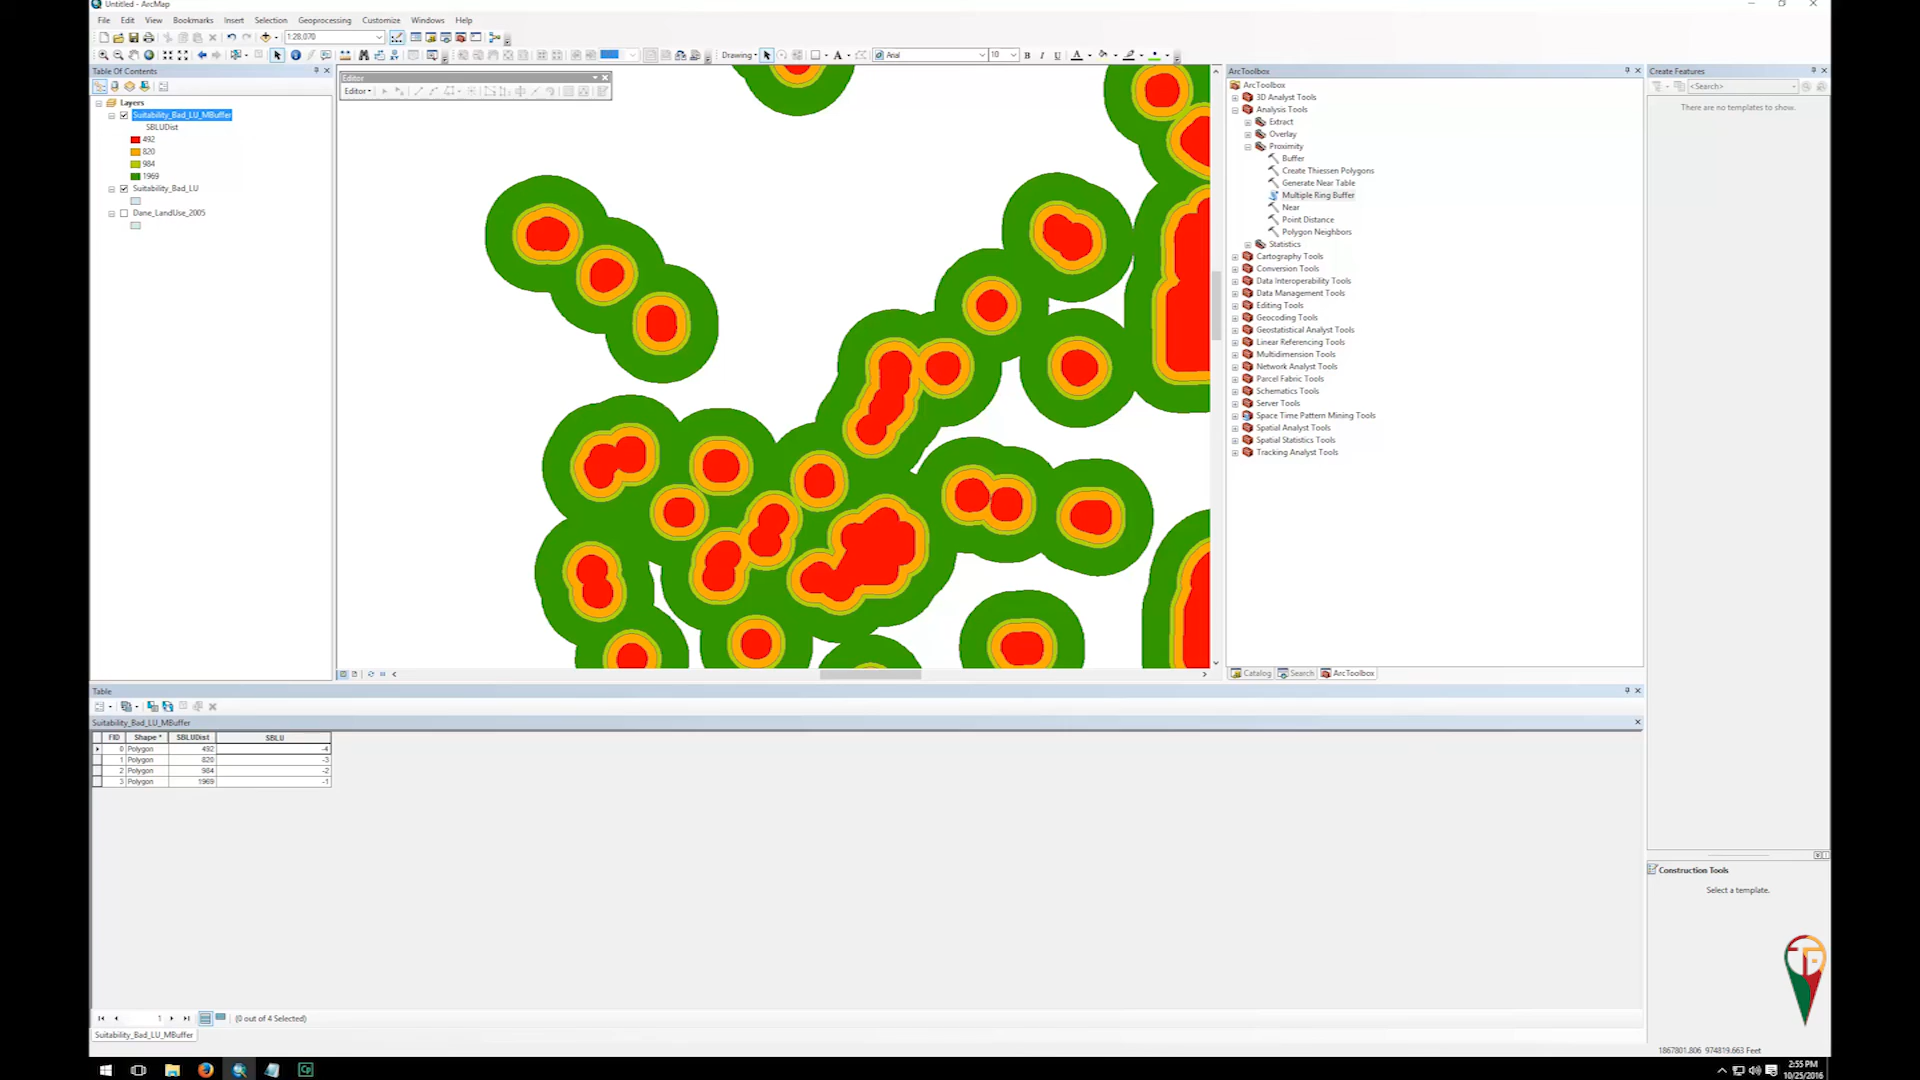 Untitled - ArcMap
File Edit View Bookmarks Insert Selection Geoprocessing Customize Windows Help
1:28,070
Drawing Arial 10 B I U A
Table Of Contents
Layers
Suitability_Bad_LU_MBuffer
SBLUDist
492
820
984
1969
Suitability_Bad_LU
Dane_LandUse_2005
Editor
Editor
ArcToolbox
ArcToolbox
3D Analyst Tools
Analysis Tools
Extract
Overlay
Proximity
Buffer
Create Thiessen Polygons
Generate Near Table
Multiple Ring Buffer
Near
Point Distance
Polygon Neighbors
Statistics
Cartography Tools
Conversion Tools
Data Interoperability Tools
Data Management Tools
Editing Tools
Geocoding Tools
Geostatistical Analyst Tools
Linear Referencing Tools
Multidimension Tools
Network Analyst Tools
Parcel Fabric Tools
Schematics Tools
Server Tools
Space Time Pattern Mining Tools
Spatial Analyst Tools
Spatial Statistics Tools
Tracking Analyst Tools
Catalog Search ArcToolbox
Create Features
<Search>
There are no templates to show.
Construction Tools
Select a template.
Table
Suitability_Bad_LU_MBuffer
FID Shape * SBLUDist SBLU
0 Polygon 492 -4
1 Polygon 820 -3
2 Polygon 984 -2
3 Polygon 1969 -1
1 (0 out of 4 Selected)
Suitability_Bad_LU_MBuffer
1867801.806 974819.663 Feet
Cp
2:55 PM
10/25/2016